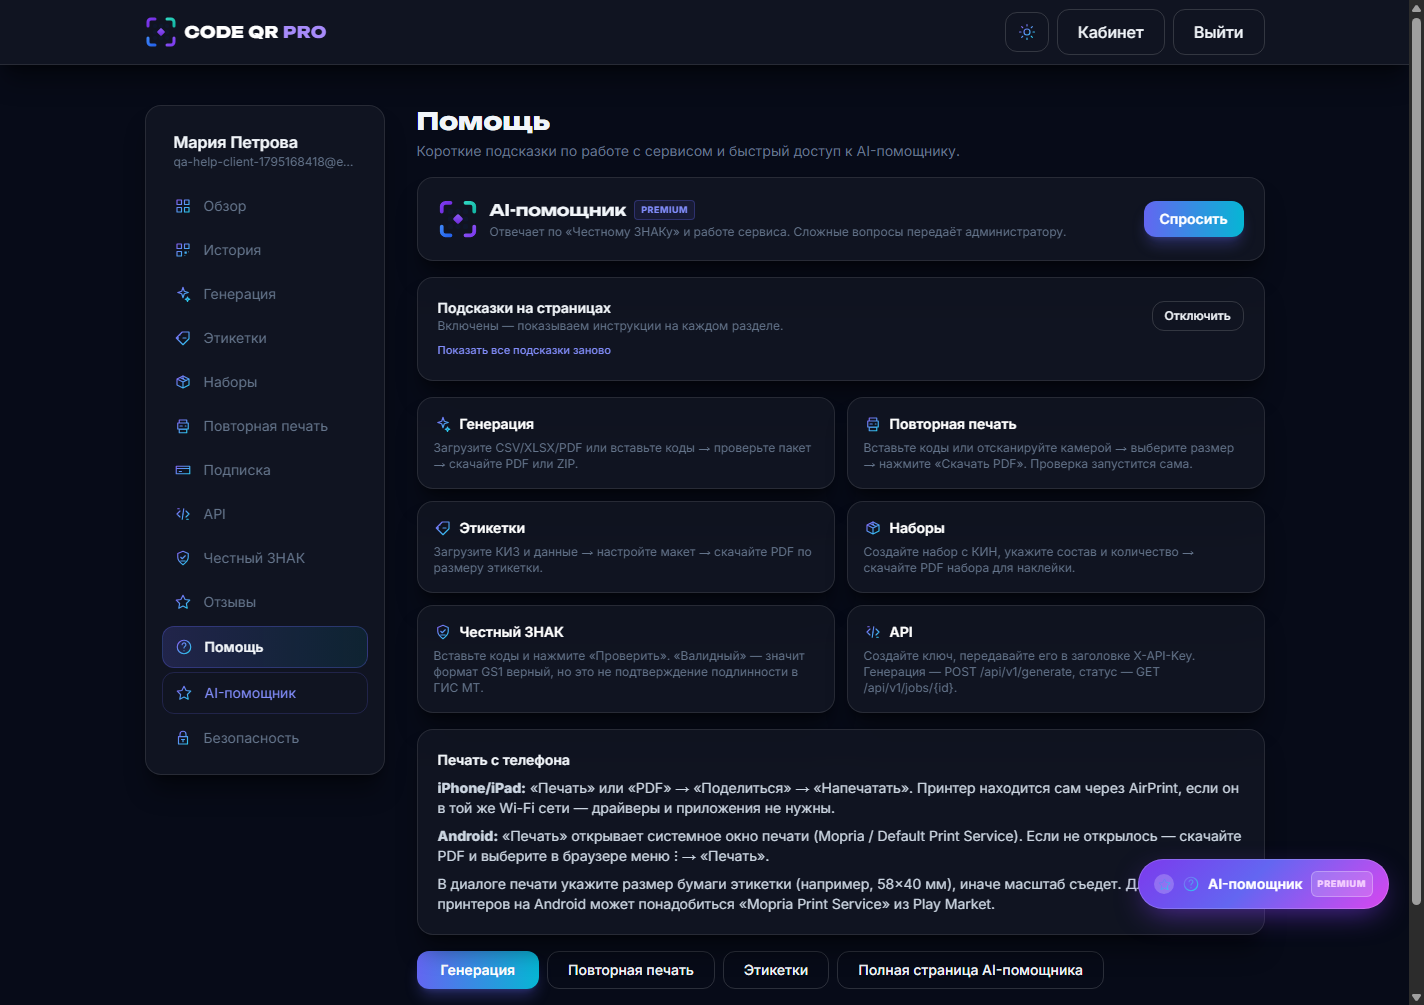 CODE QR PRO
Кабинет
Выйти
Мария Петрова
qa-help-client-1795168418@e...
Обзор
История
Генерация
Этикетки
Наборы
Повторная печать
Подписка
API
Честный ЗНАК
Отзывы
Помощь
AI-помощник
Безопасность
Помощь
Короткие подсказки по работе с сервисом и быстрый доступ к AI-помощнику.
AI-помощник PREMIUM
Отвечает по «Честному ЗНАКу» и работе сервиса. Сложные вопросы передаёт администратору.
Спросить
Подсказки на страницах
Включены — показываем инструкции на каждом разделе.
Показать все подсказки заново
Отключить
Генерация
Загрузите CSV/XLSX/PDF или вставьте коды → проверьте пакет
→ скачайте PDF или ZIP.
Повторная печать
Вставьте коды или отсканируйте камерой → выберите размер
→ нажмите «Скачать PDF». Проверка запустится сама.
Этикетки
Загрузите КИЗ и данные → настройте макет → скачайте PDF по
размеру этикетки.
Наборы
Создайте набор с КИН, укажите состав и количество →
скачайте PDF набора для наклейки.
Честный ЗНАК
Вставьте коды и нажмите «Проверить». «Валидный» — значит
формат GS1 верный, но это не подтверждение подлинности в
ГИС МТ.
API
Создайте ключ, передавайте его в заголовке X-API-Key.
Генерация — POST /api/v1/generate, статус — GET
/api/v1/jobs/{id}.
Печать с телефона
iPhone/iPad: «Печать» или «PDF» → «Поделиться» → «Напечатать». Принтер находится сам через AirPrint, если он
в той же Wi-Fi сети — драйверы и приложения не нужны.
Android: «Печать» открывает системное окно печати (Mopria / Default Print Service). Если не открылось — скачайте
PDF и выберите в браузере меню ⋮ → «Печать».
В диалоге печати укажите размер бумаги этикетки (например, 58×40 мм), иначе масштаб съедет.
принтеров на Android может понадобиться «Mopria Print Service» из Play Market.
AI-помощник PREMIUM
Генерация
Повторная печать
Этикетки
Полная страница AI-помощника